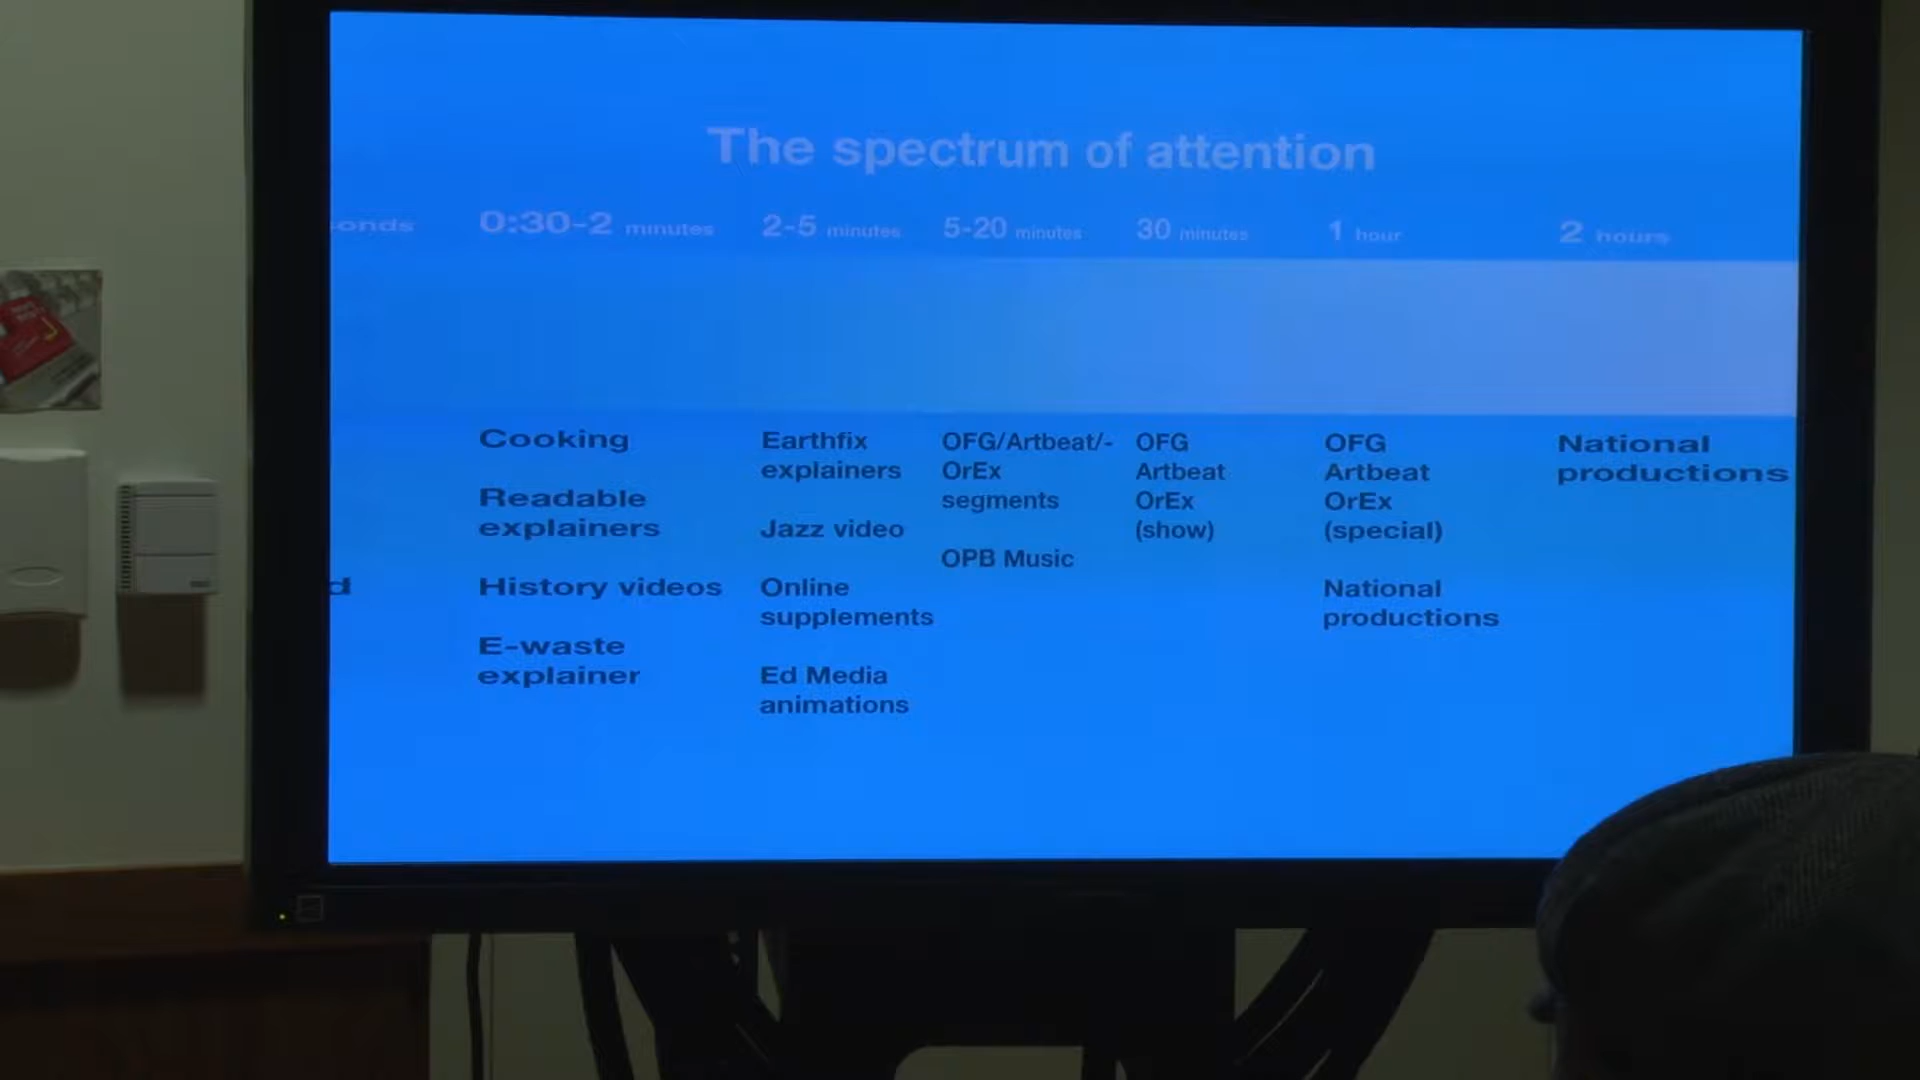 The spectrum of attention
onds
0:30-2 minutes
2-5 minutes
5-20 minutes
30 minutes
1 hour
2 hours
d
Cooking
Readable
explainers
History videos
E-waste
explainer
Earthfix
explainers
Jazz video
Online
supplements
Ed Media
animations
OFG/Artbeat/-
OrEx
segments
OPB Music
OFG
Artbeat
OrEx
(show)
OFG
Artbeat
OrEx
(special)
National
productions
National
productions